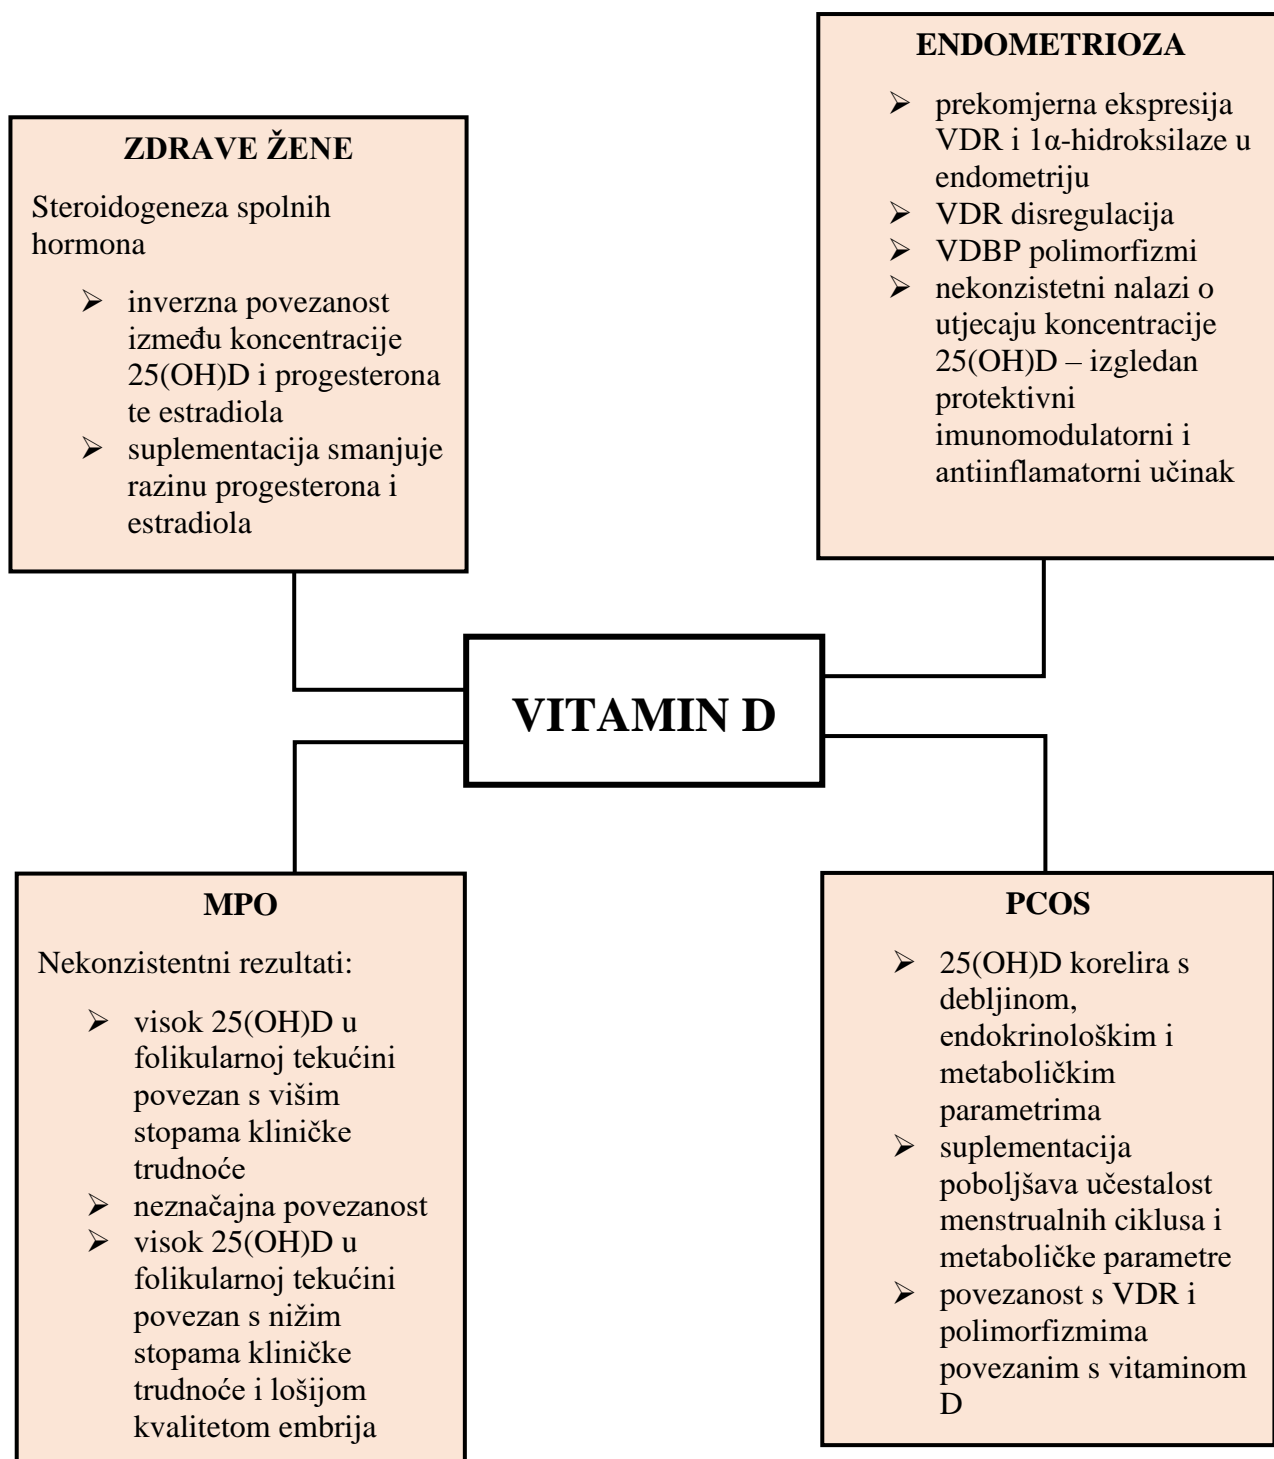 ZDRAVE ŽENE
Steroidogeneza spolnih
hormona
➢ inverzna povezanost
između koncentracije
25(OH)D i progesterona
te estradiola
➢ suplementacija smanjuje
razinu progesterona i
estradiola
ENDOMETRIOZA
➢ prekomjerna ekspresija
VDR i 1α-hidroksilaze u
endometriju
➢ VDR disregulacija
➢ VDBP polimorfizmi
➢ nekonzistetni nalazi o
utjecaju koncentracije
25(OH)D – izgledan
protektivni
imunomodulatorni i
antiinflamatorni učinak
VITAMIN D
MPO
Nekonzistentni rezultati:
➢ visok 25(OH)D u
folikularnoj tekućini
povezan s višim
stopama kliničke
trudnoće
➢ neznačajna povezanost
➢ visok 25(OH)D u
folikularnoj tekućini
povezan s nižim
stopama kliničke
trudnoće i lošijom
kvalitetom embrija
PCOS
➢ 25(OH)D korelira s
debljinom,
endokrinološkim i
metaboličkim
parametrima
➢ suplementacija
poboljšava učestalost
menstrualnih ciklusa i
metaboličke parametre
➢ povezanost s VDR i
polimorfizmima
povezanim s vitaminom
D